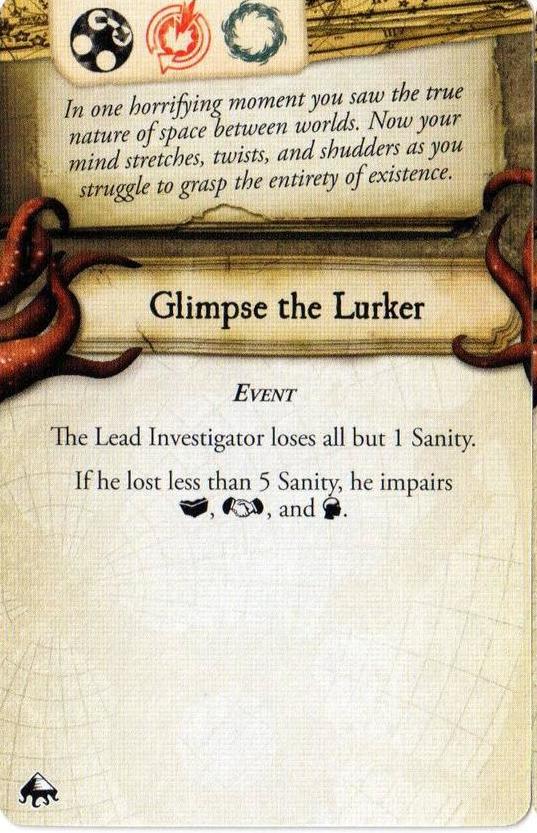 In one horrifying moment you saw the true
nature of space between worlds. Now your
mind stretches, twists, and shudders as you
struggle to grasp the entirety of existence.
Glimpse the Lurker
EVENT
The Lead Investigator loses all but 1 Sanity.
If he lost less than 5 Sanity, he impairs
, , and .